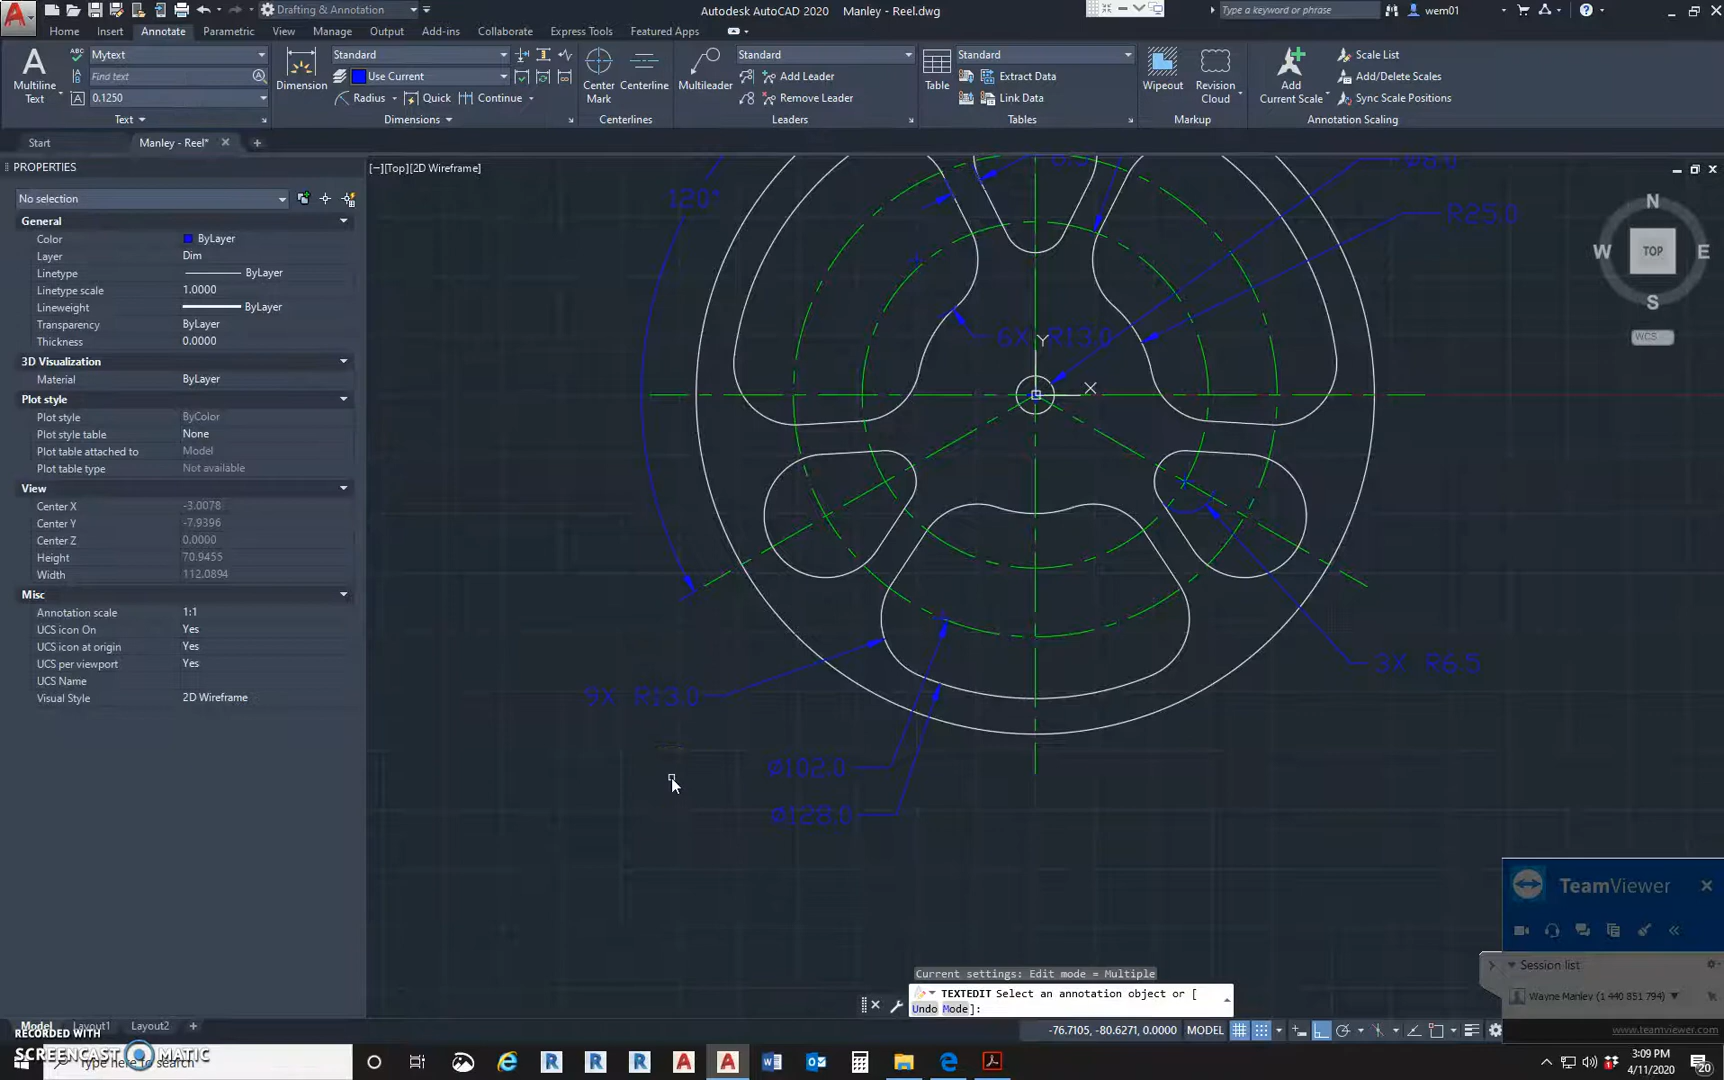 Drafting & Annotation
Autodesk AutoCAD 2020 Manley - Reel.dwg
Type a keyword or phrase
wem01
Home Insert Annotate Parametric View Manage Output Add-ins Collaborate Express Tools Featured Apps
Mytext
Find text
0.1250
Multiline
Text
Text
Dimension
Standard
Use Current
Radius Quick Continue
Dimensions
Center
Mark
Centerline
Centerlines
Multileader
Standard
Add Leader
Remove Leader
Leaders
Table
Standard
Extract Data
Link Data
Tables
Wipeout
Revision
Cloud
Markup
Add
Current Scale
Scale List
Add/Delete Scales
Sync Scale Positions
Annotation Scaling
Start
Manley - Reel*
PROPERTIES
No selection
General
Color ByLayer
Layer Dim
Linetype ByLayer
Linetype scale 1.0000
Lineweight ByLayer
Transparency ByLayer
Thickness 0.0000
3D Visualization
Material ByLayer
Plot style
Plot style ByColor
Plot style table None
Plot table attached to Model
Plot table type Not available
View
Center X -3.0078
Center Y -7.9396
Center Z 0.0000
Height 70.9455
Width 112.0894
Misc
Annotation scale 1:1
UCS icon On Yes
UCS icon at origin Yes
UCS per viewport Yes
UCS Name
Visual Style 2D Wireframe
[−][Top][2D Wireframe]
120°
Ø8.0
R25.0
6X R13.0
Y
X
3X R6.5
9X R13.0
Ø102.0
Ø128.0
N
W TOP E
S
WCS
TeamViewer
Session list
Wayne Manley (1 440 851 794)
www.teamviewer.com
Current settings: Edit mode = Multiple
TEXTEDIT Select an annotation object or [
Undo Mode]:
Model Layout1 Layout2
-76.7105, -80.6271, 0.0000 MODEL
RECORDED WITH
SCREENCAST MATIC
Type here to search
3:09 PM
4/11/2020
20